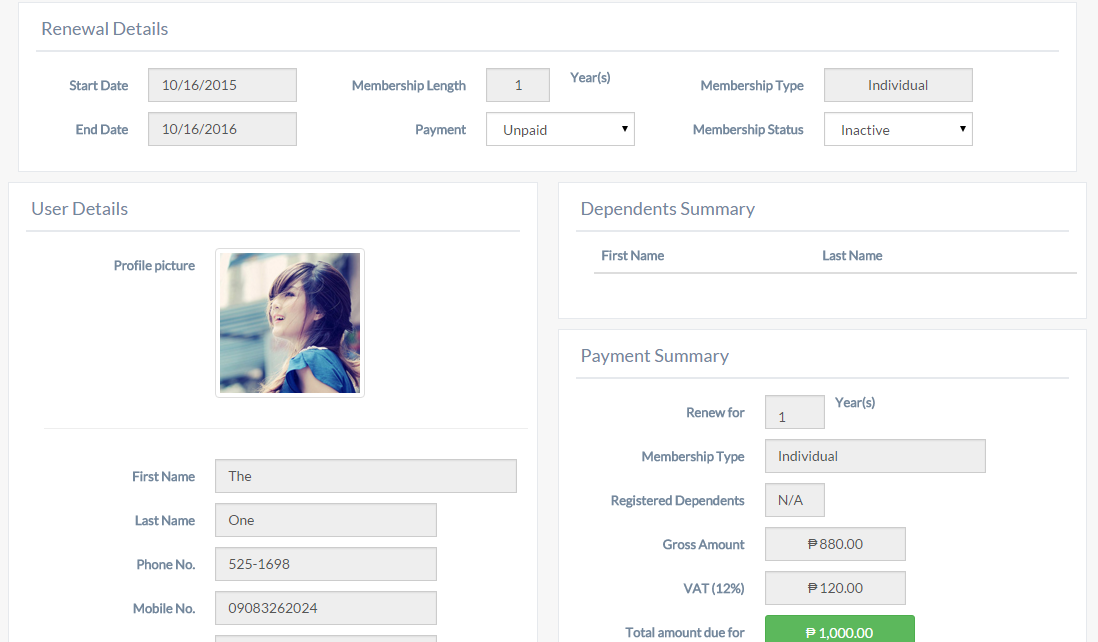 Renewal Details
Start Date 10/16/2015 Membership Length 1 Year(s) Membership Type Individual
End Date 10/16/2016 Payment Unpaid Membership Status Inactive
User Details
Profile picture
First Name The
Last Name One
Phone No. 525-1698
Mobile No. 09083262024
Dependents Summary
First Name Last Name
Payment Summary
Renew for 1 Year(s)
Membership Type Individual
Registered Dependents N/A
Gross Amount ₱880.00
VAT (12%) ₱120.00
Total amount due for ₱1,000.00